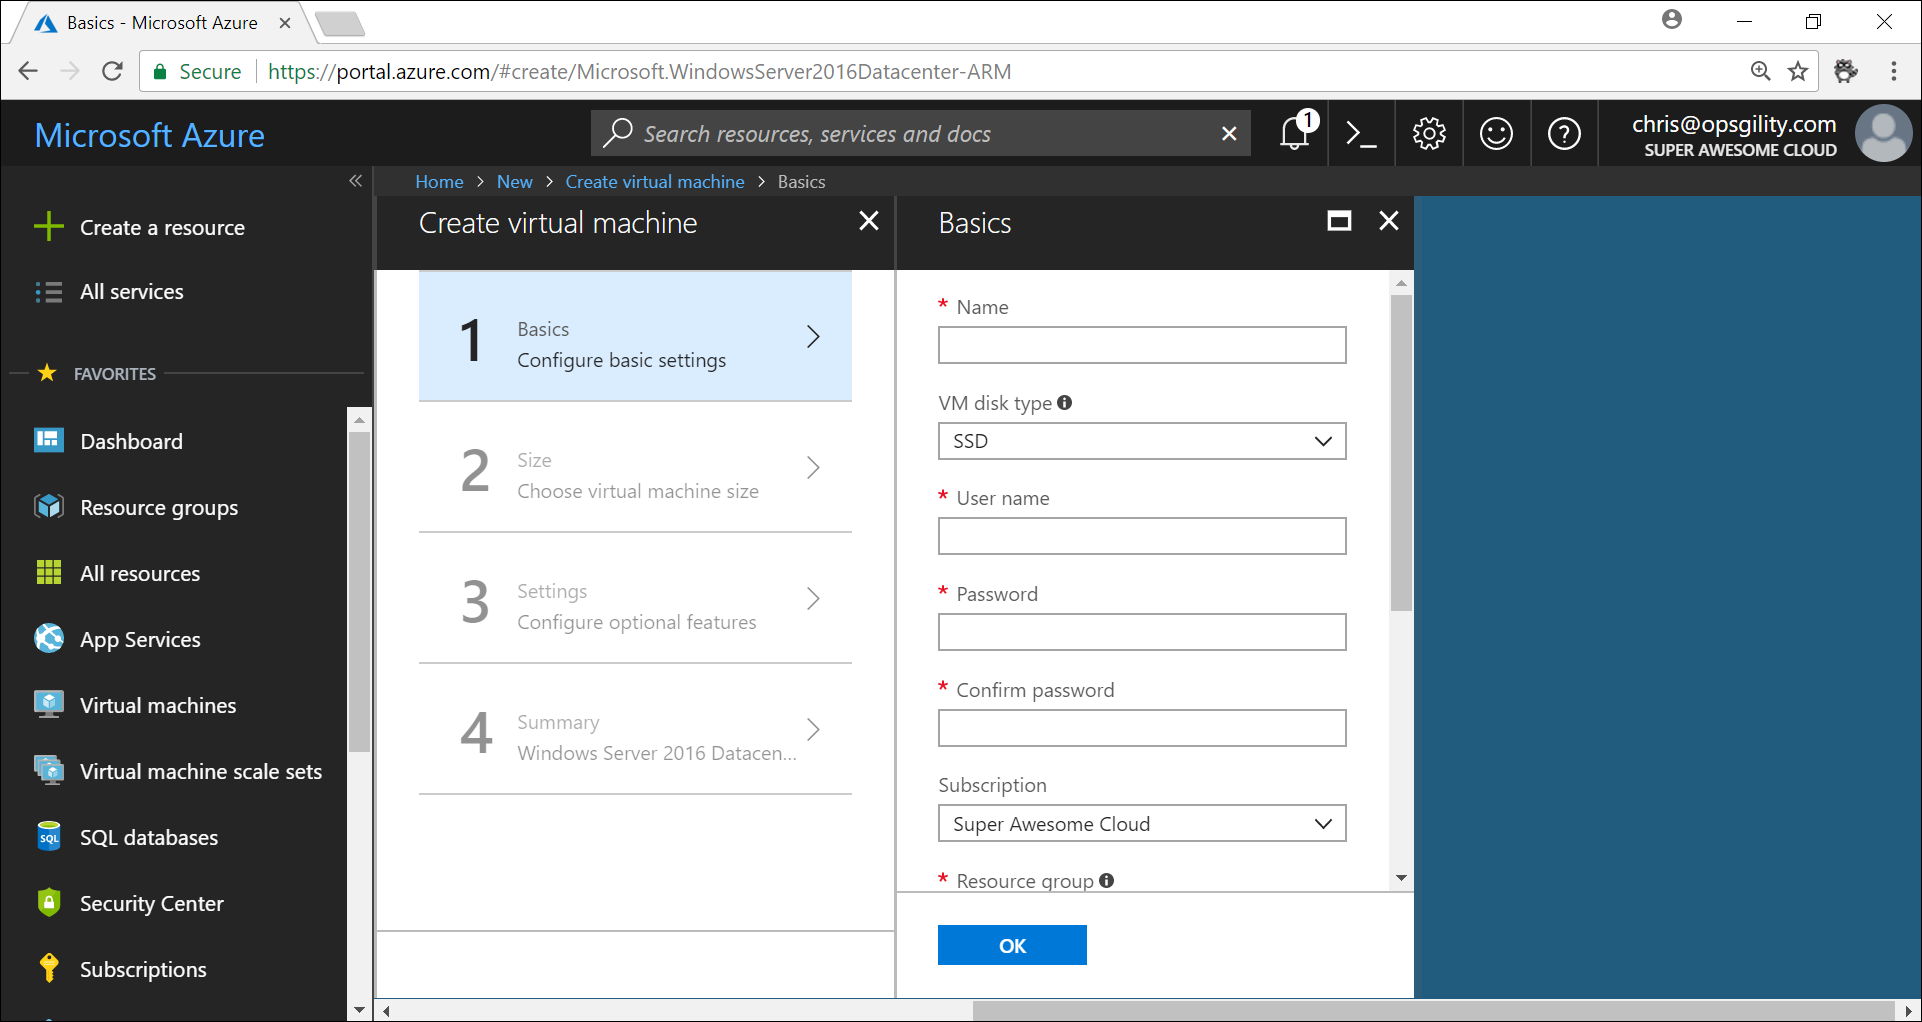 Basics - Microsoft Azure
Secure https://portal.azure.com/#create/Microsoft.WindowsServer2016Datacenter-ARM
Microsoft Azure
Search resources, services and docs
1
chris@opsgility.com
SUPER AWESOME CLOUD
Home > New > Create virtual machine > Basics
Create a resource
All services
FAVORITES
Dashboard
Resource groups
All resources
App Services
Virtual machines
Virtual machine scale sets
SQL
SQL databases
Security Center
Subscriptions
Create virtual machine
1
Basics
Configure basic settings
2
Size
Choose virtual machine size
3
Settings
Configure optional features
4
Summary
Windows Server 2016 Datacen...
Basics
* Name
VM disk type
SSD
* User name
* Password
* Confirm password
Subscription
Super Awesome Cloud
* Resource group
OK